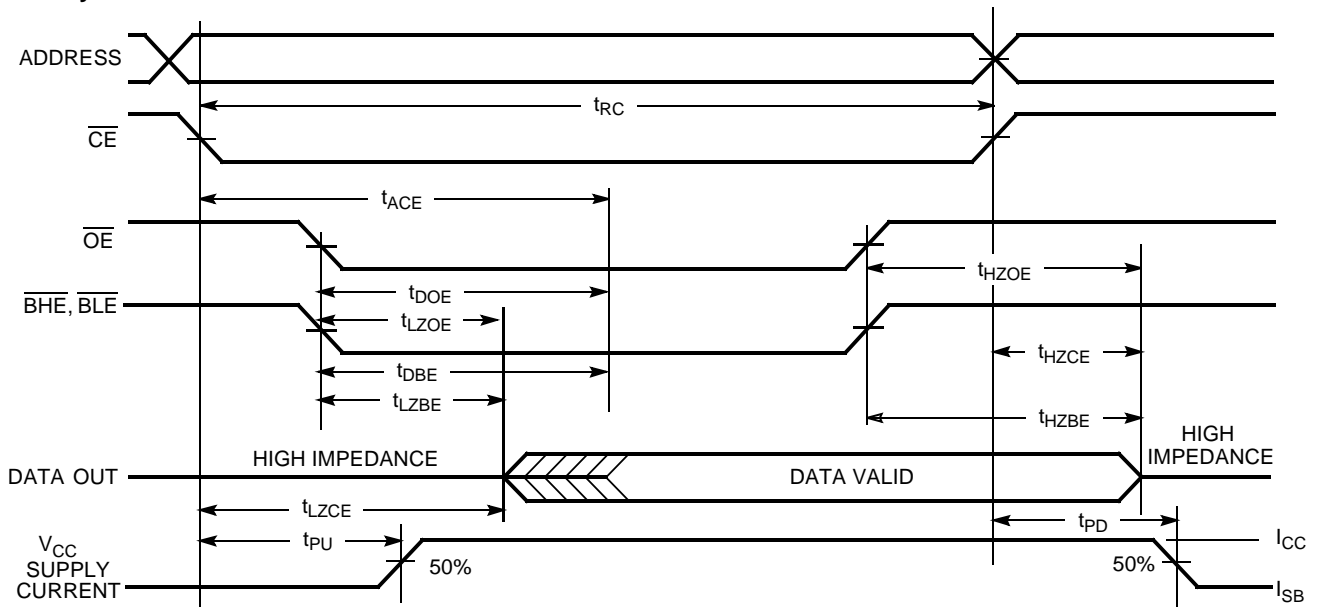 ADDRESS
tRC
CE
tACE
OE
tHZOE
tDOE
BHE, BLE
tLZOE
tHZCE
tDBE
tLZBE
tHZBE
HIGH IMPEDANCE
HIGH
IMPEDANCE
DATA OUT
DATA VALID
tLZCE
tPD
tPU
VCC
SUPPLY
CURRENT
50%
50%
ICC
ISB